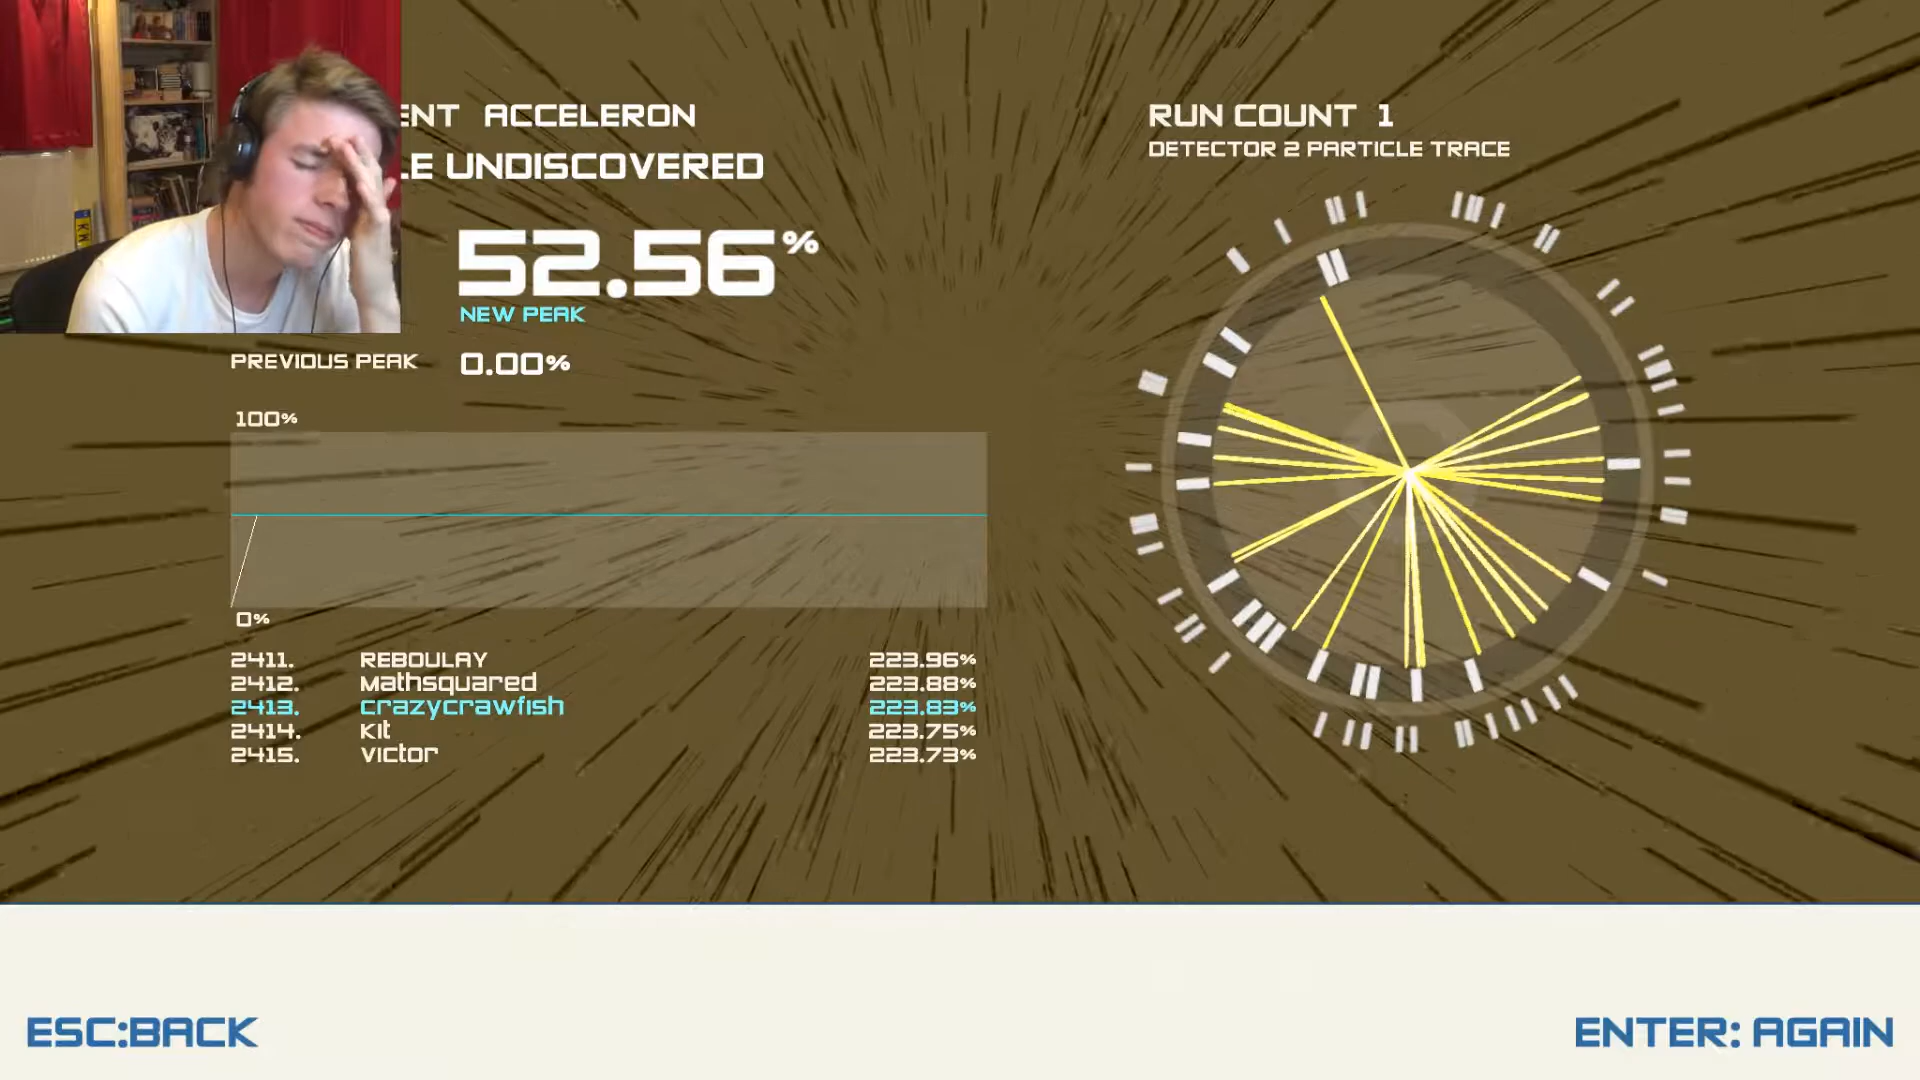 ENT ACCELERON
LE UNDISCOVERED
52.56%
NEW PEAK
PREVIOUS PEAK 0.00%
100%
0%
2411. REBOULAY 223.96%
2412. Mathsquared 223.88%
2413. crazycrawfish 223.83%
2414. Kit 223.75%
2415. victor 223.73%
RUN COUNT 1
DETECTOR 2 PARTICLE TRACE
ESC:BACK
ENTER: AGAIN